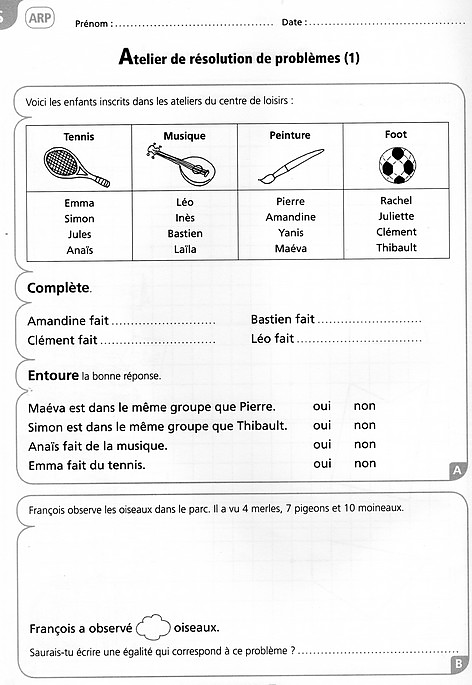 S ARP Prénom : Date :
Atelier de résolution de problèmes (1)
Voici les enfants inscrits dans les ateliers du centre de loisirs :
Tennis Musique Peinture Foot
Emma Léo Pierre Rachel
Simon Inès Amandine Juliette
Jules Bastien Yanis Clément
Anaïs Laïla Maéva Thibault
Complète.
Amandine fait Bastien fait
Clément fait Léo fait
Entoure la bonne réponse.
Maéva est dans le même groupe que Pierre. oui non
Simon est dans le même groupe que Thibault. oui non
Anaïs fait de la musique. oui non
Emma fait du tennis. oui non
A
François observe les oiseaux dans le parc. Il a vu 4 merles, 7 pigeons et 10 moineaux.
François a observé oiseaux.
Saurais-tu écrire une égalité qui correspond à ce problème ?
B